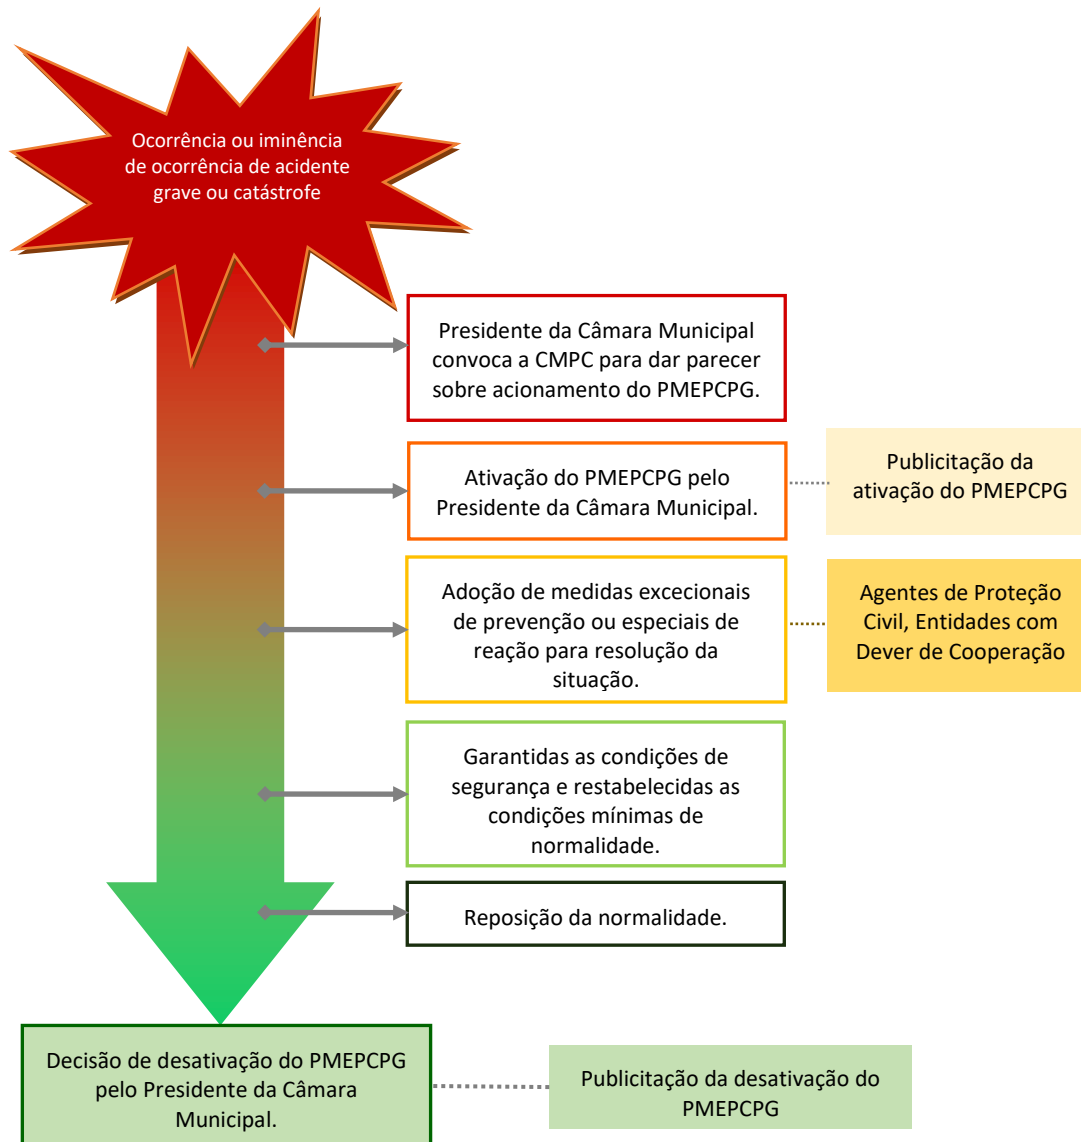 Ocorrência ou iminência
de ocorrência de acidente
grave ou catástrofe
Presidente da Câmara Municipal
convoca a CMPC para dar parecer
sobre acionamento do PMEPCPG.
Ativação do PMEPCPG pelo
Presidente da Câmara Municipal.
Publicitação da
ativação do PMEPCPG
Adoção de medidas excecionais
de prevenção ou especiais de
reação para resolução da
situação.
Agentes de Proteção
Civil, Entidades com
Dever de Cooperação
Garantidas as condições de
segurança e restabelecidas as
condições mínimas de
normalidade.
Reposição da normalidade.
Decisão de desativação do PMEPCPG
pelo Presidente da Câmara
Municipal.
Publicitação da desativação do
PMEPCPG